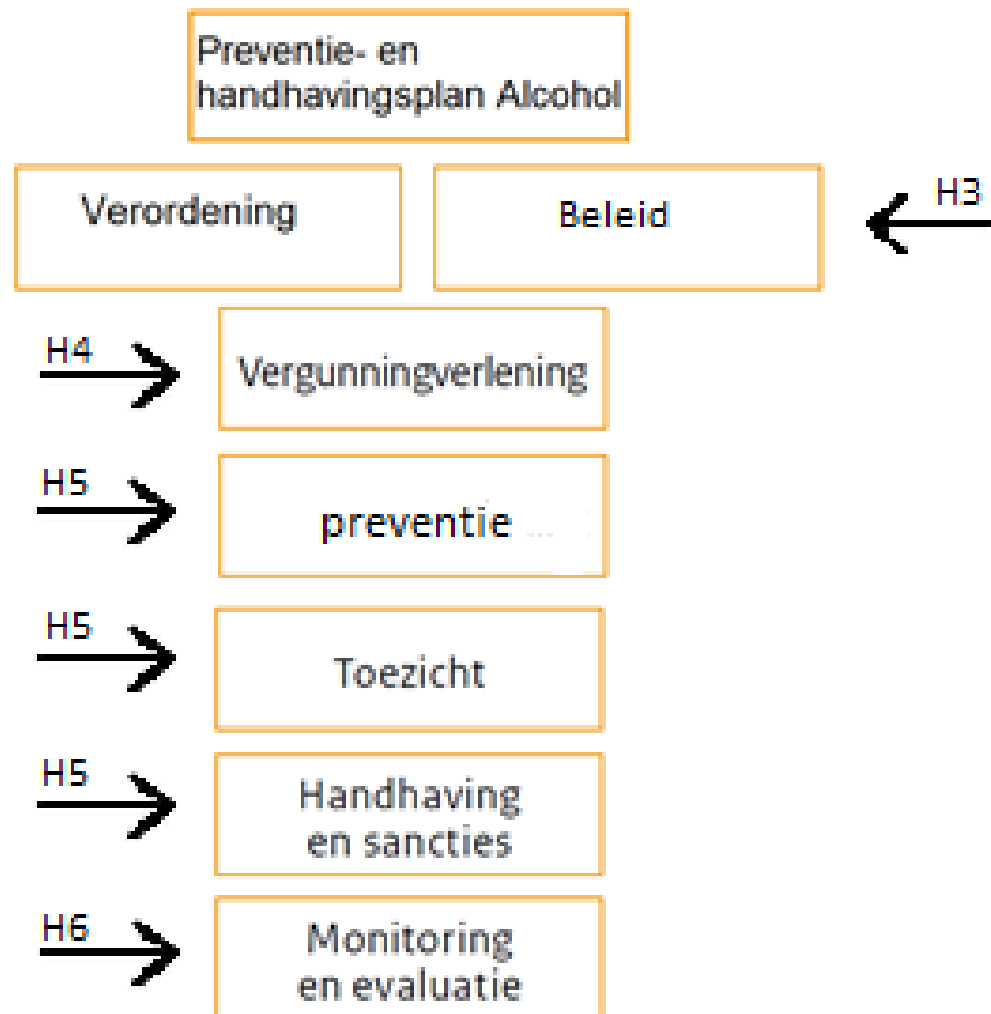 Preventie- en
handhavingsplan Alcohol
Verordening
Beleid
H3
H4
Vergunningverlening
H5
preventie ...
H5
Toezicht
H5
Handhaving
en sancties
H6
Monitoring
en evaluatie